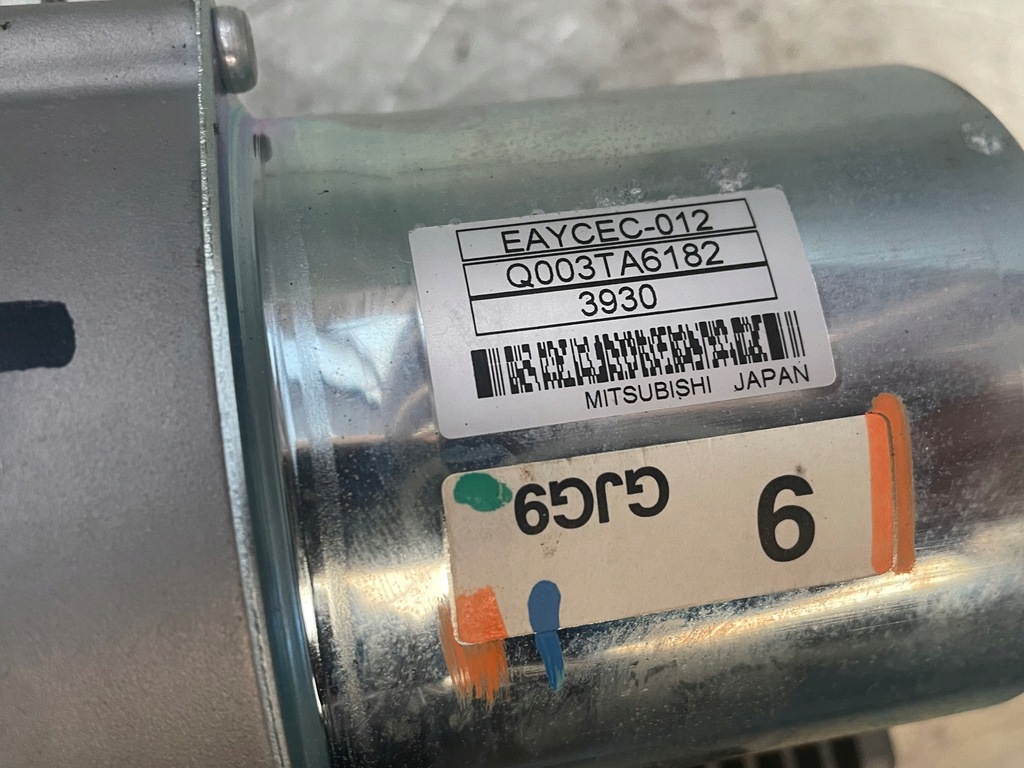 EAYCEC-012
Q003TA6182
3930
MITSUBISHI JAPAN
GJG9 9